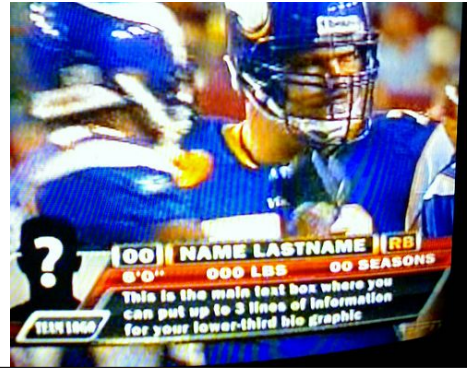 ?
00 NAME LASTNAME RB
6'0" 000 LBS 00 SEASONS
This is the main text box where you
can put up to 3 lines of information
for your lower-third bio graphic
TEAM LOGO